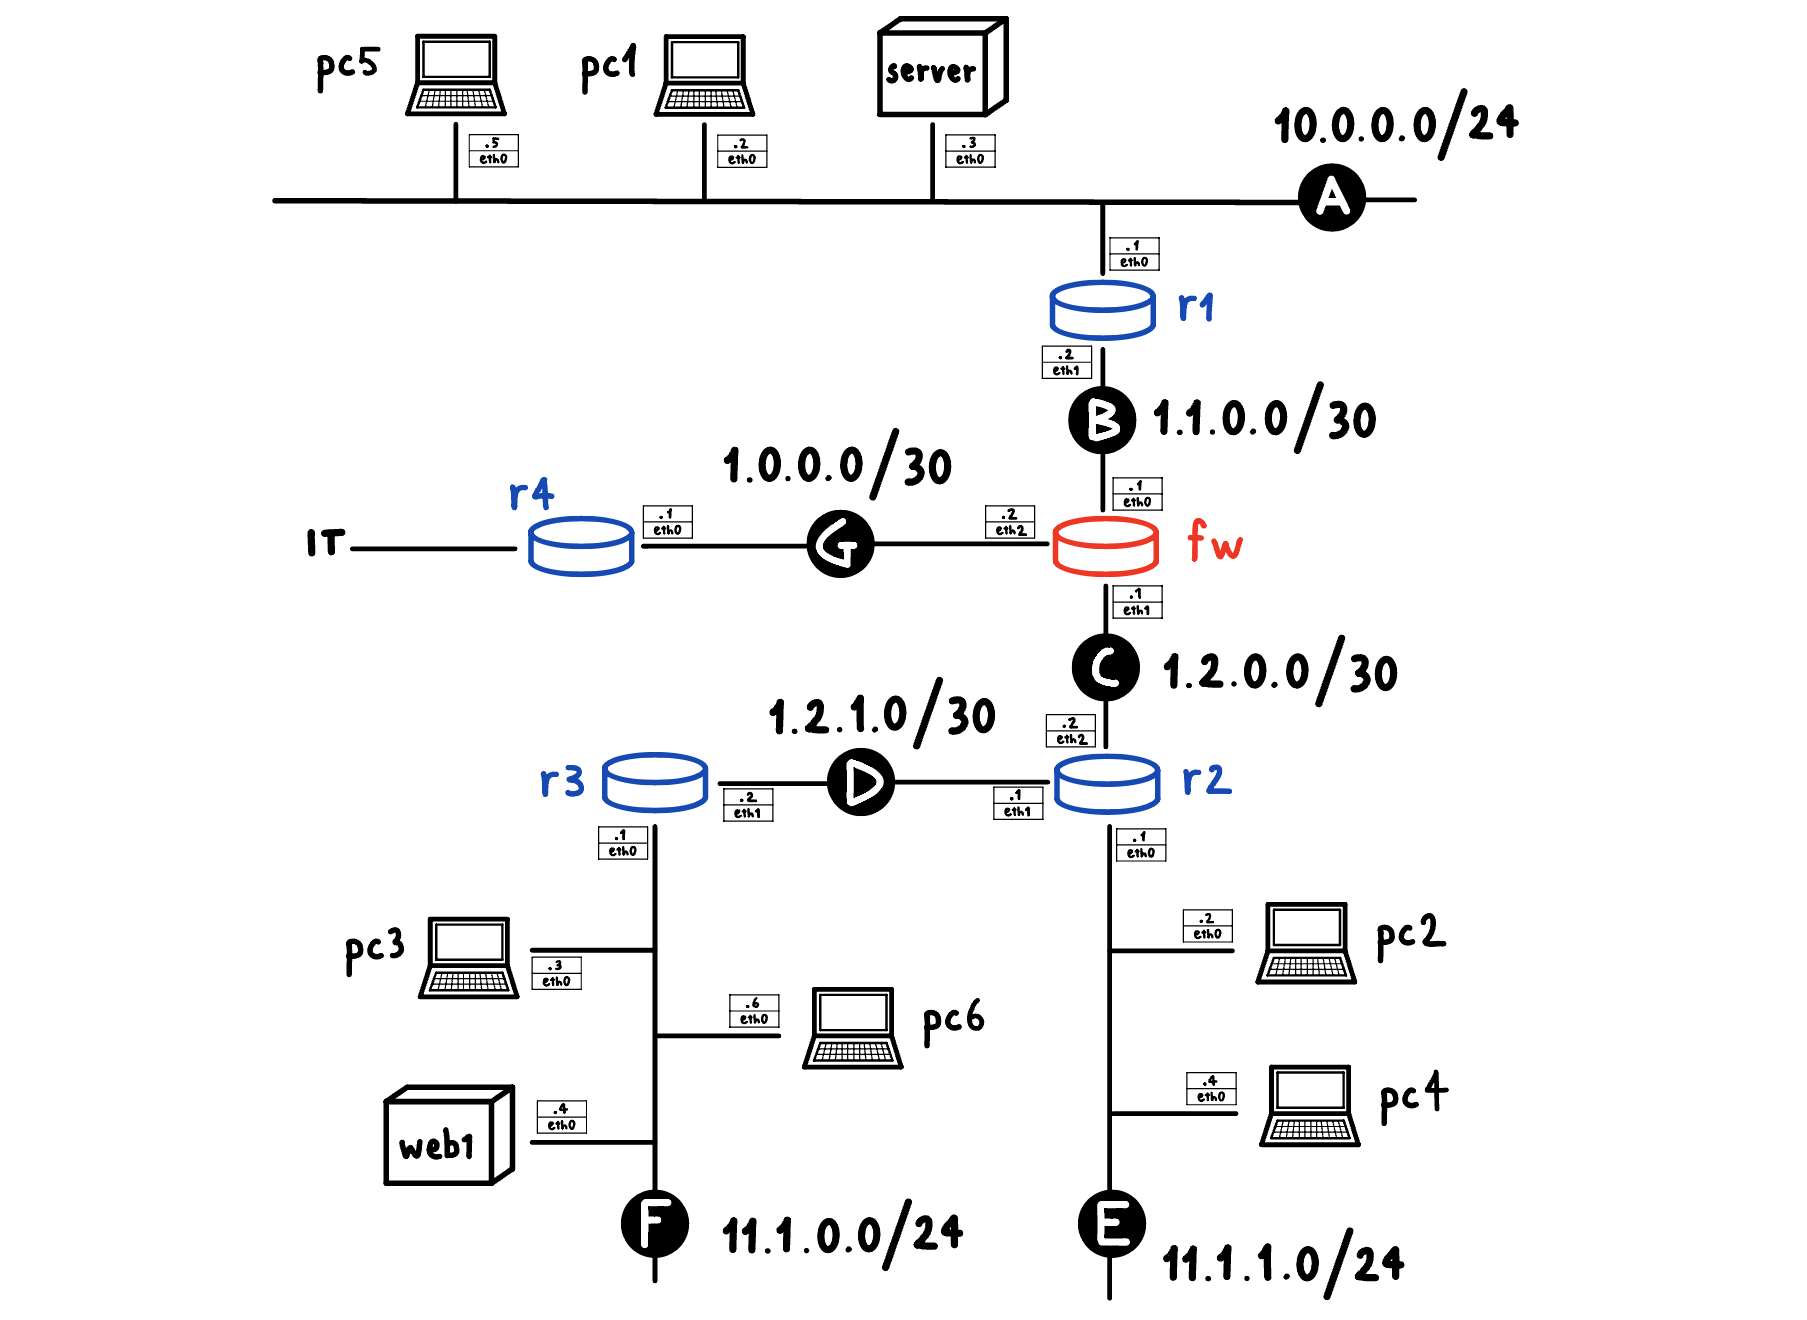 pc5
pc1
server
.5
eth0
.2
eth0
.3
eth0
10.0.0.0/24
A
.1
eth0
r1
.2
eth1
B
1.1.0.0/30
1.0.0.0/30
r4
IT
.1
eth0
G
.2
eth2
.1
eth0
fw
.1
eth1
C
1.2.0.0/30
1.2.1.0/30
.2
eth2
r3
.2
eth1
D
.1
eth1
r2
.1
eth0
.1
eth0
pc3
.3
eth0
.2
eth0
pc2
.6
eth0
pc6
.4
eth0
pc4
web1
.4
eth0
F
11.1.0.0/24
E
11.1.1.0/24